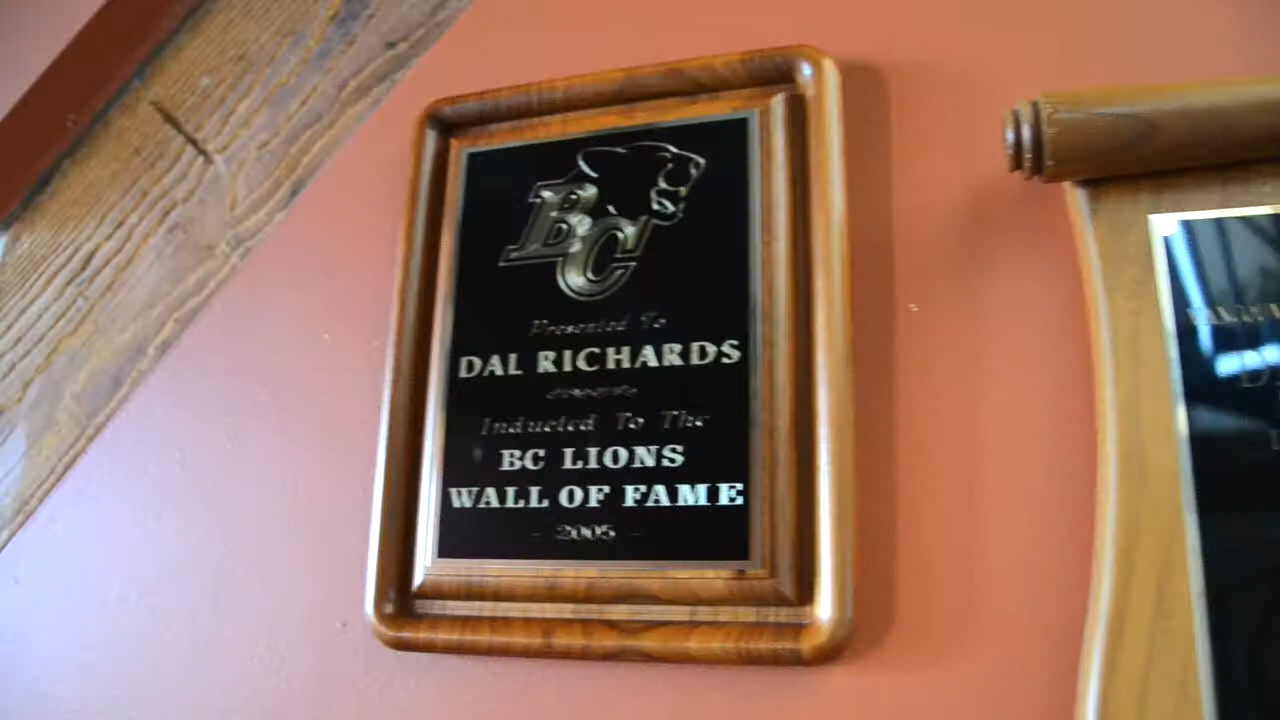 BC
Presented To
DAL RICHARDS
Inducted To The
BC LIONS
WALL OF FAME
- 2005 -